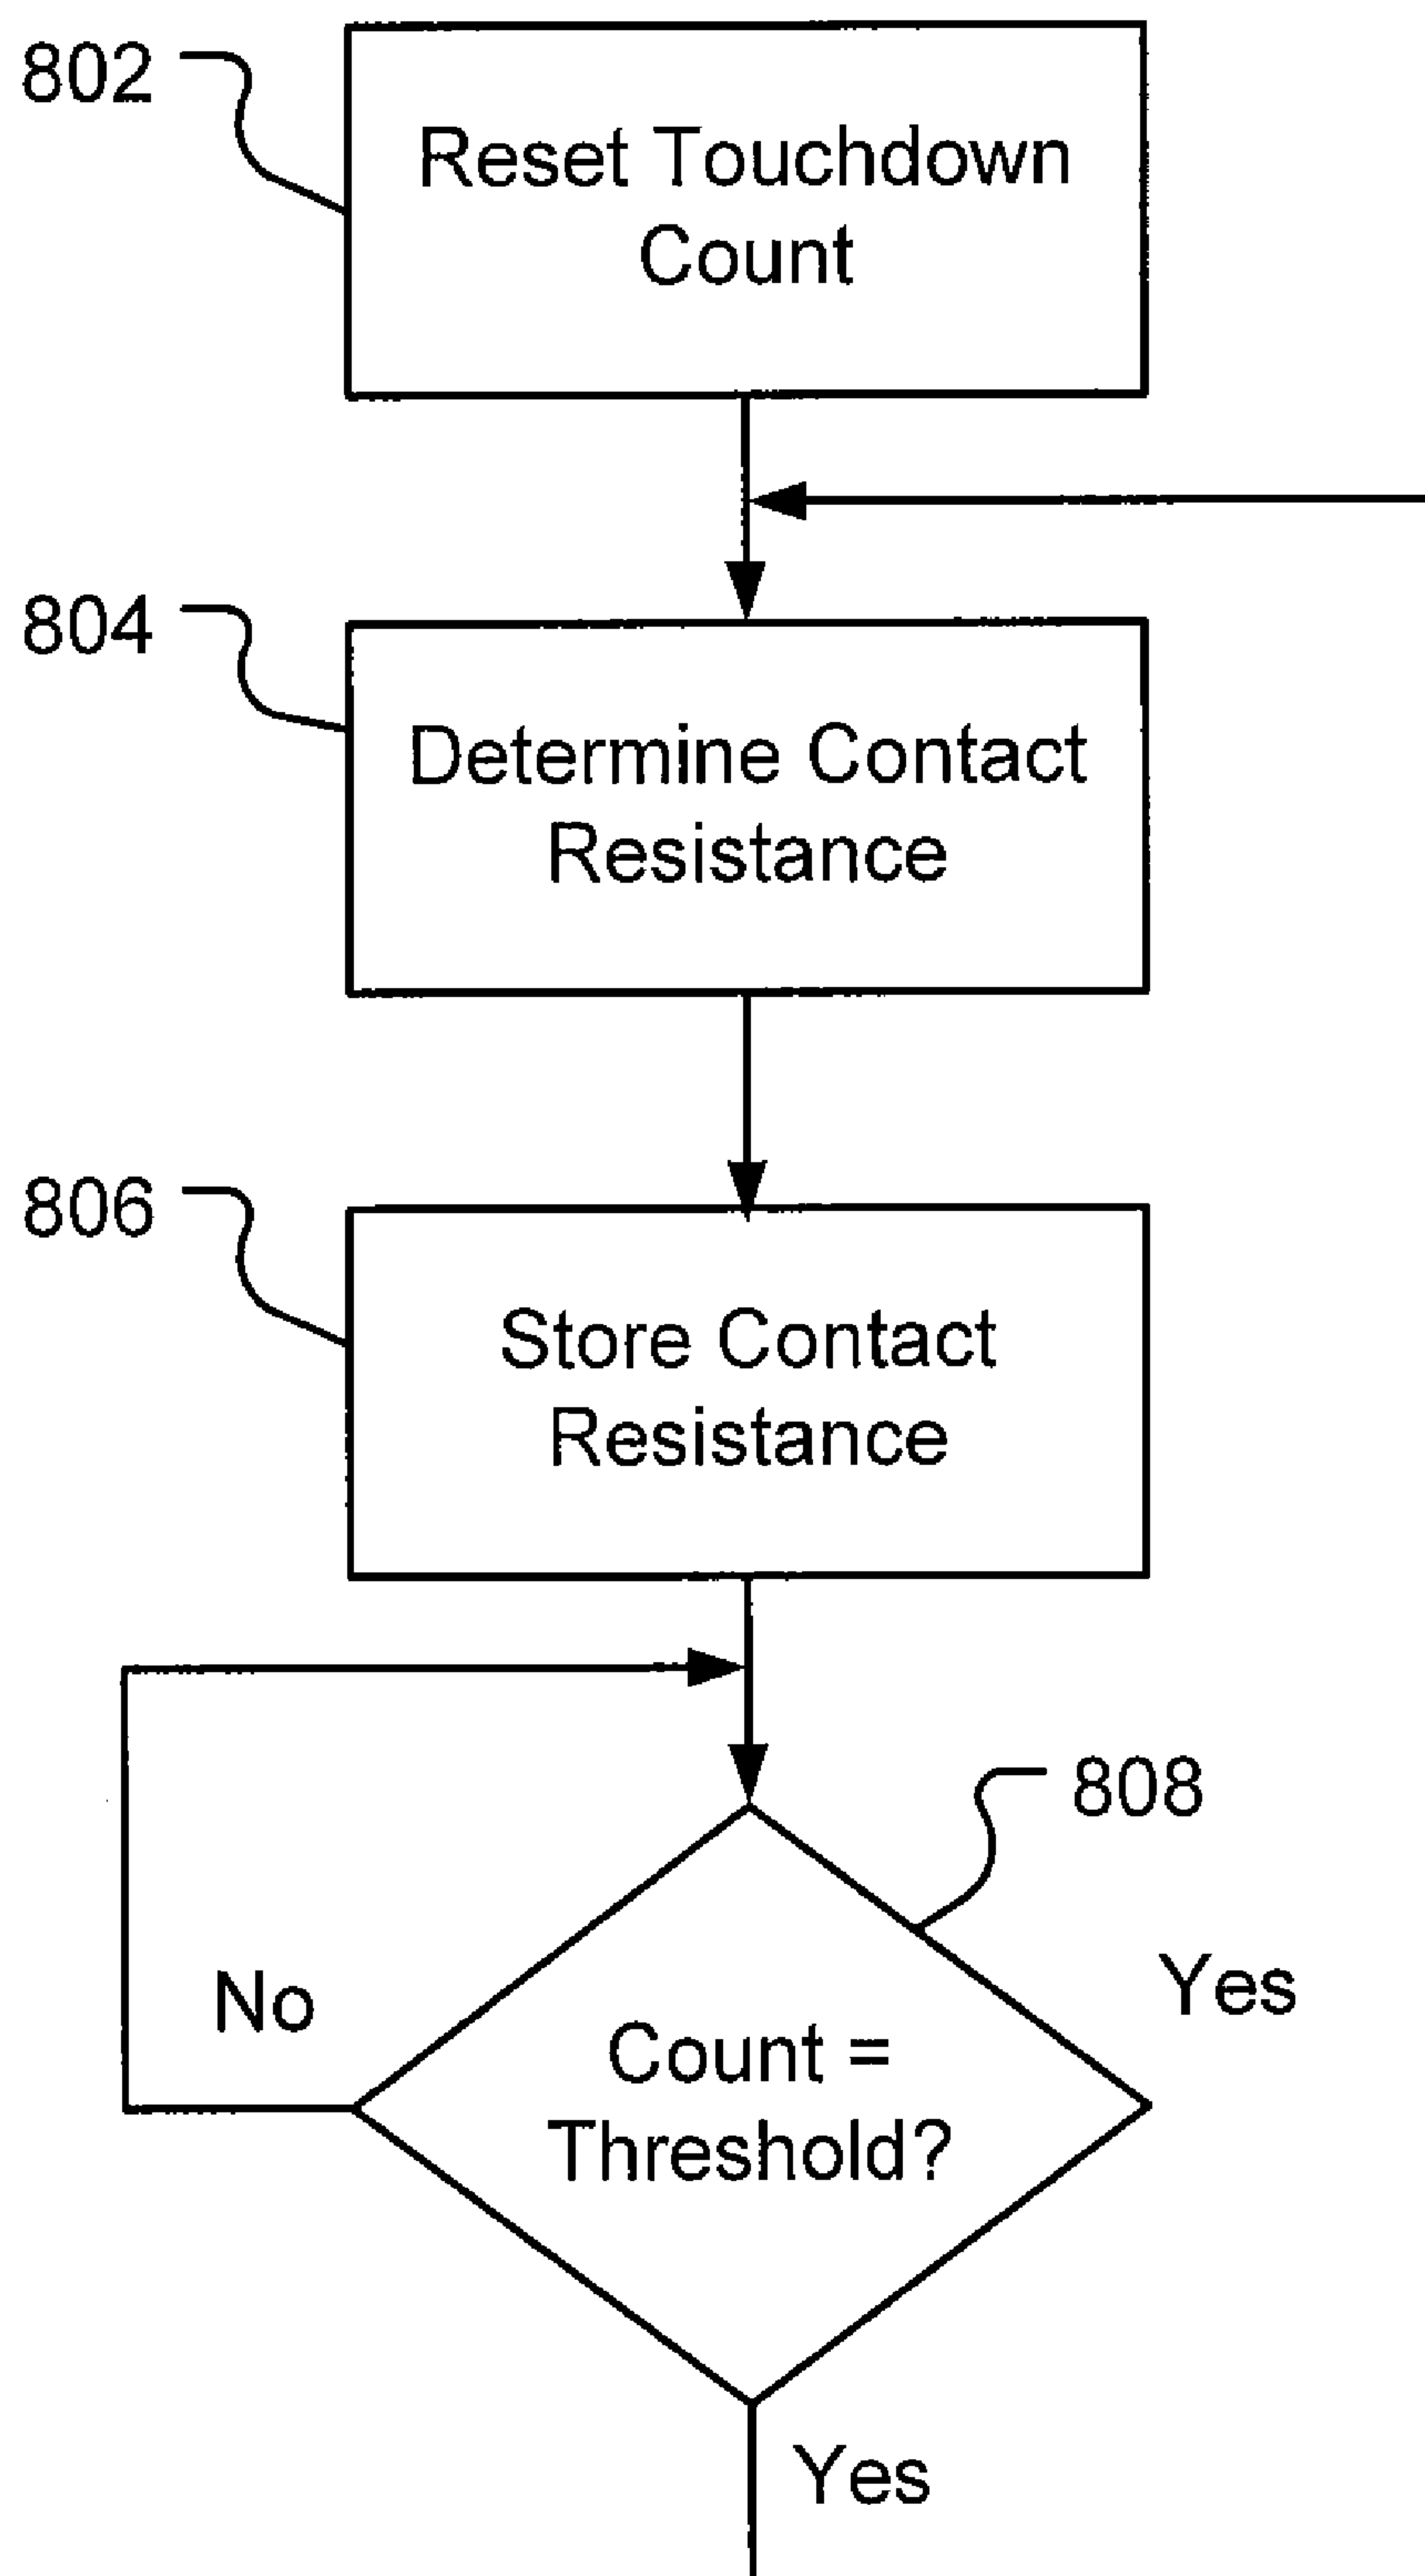 802
Reset Touchdown
Count
804
Determine Contact
Resistance
806
Store Contact
Resistance
808
No
Yes
Count =
Threshold?
Yes